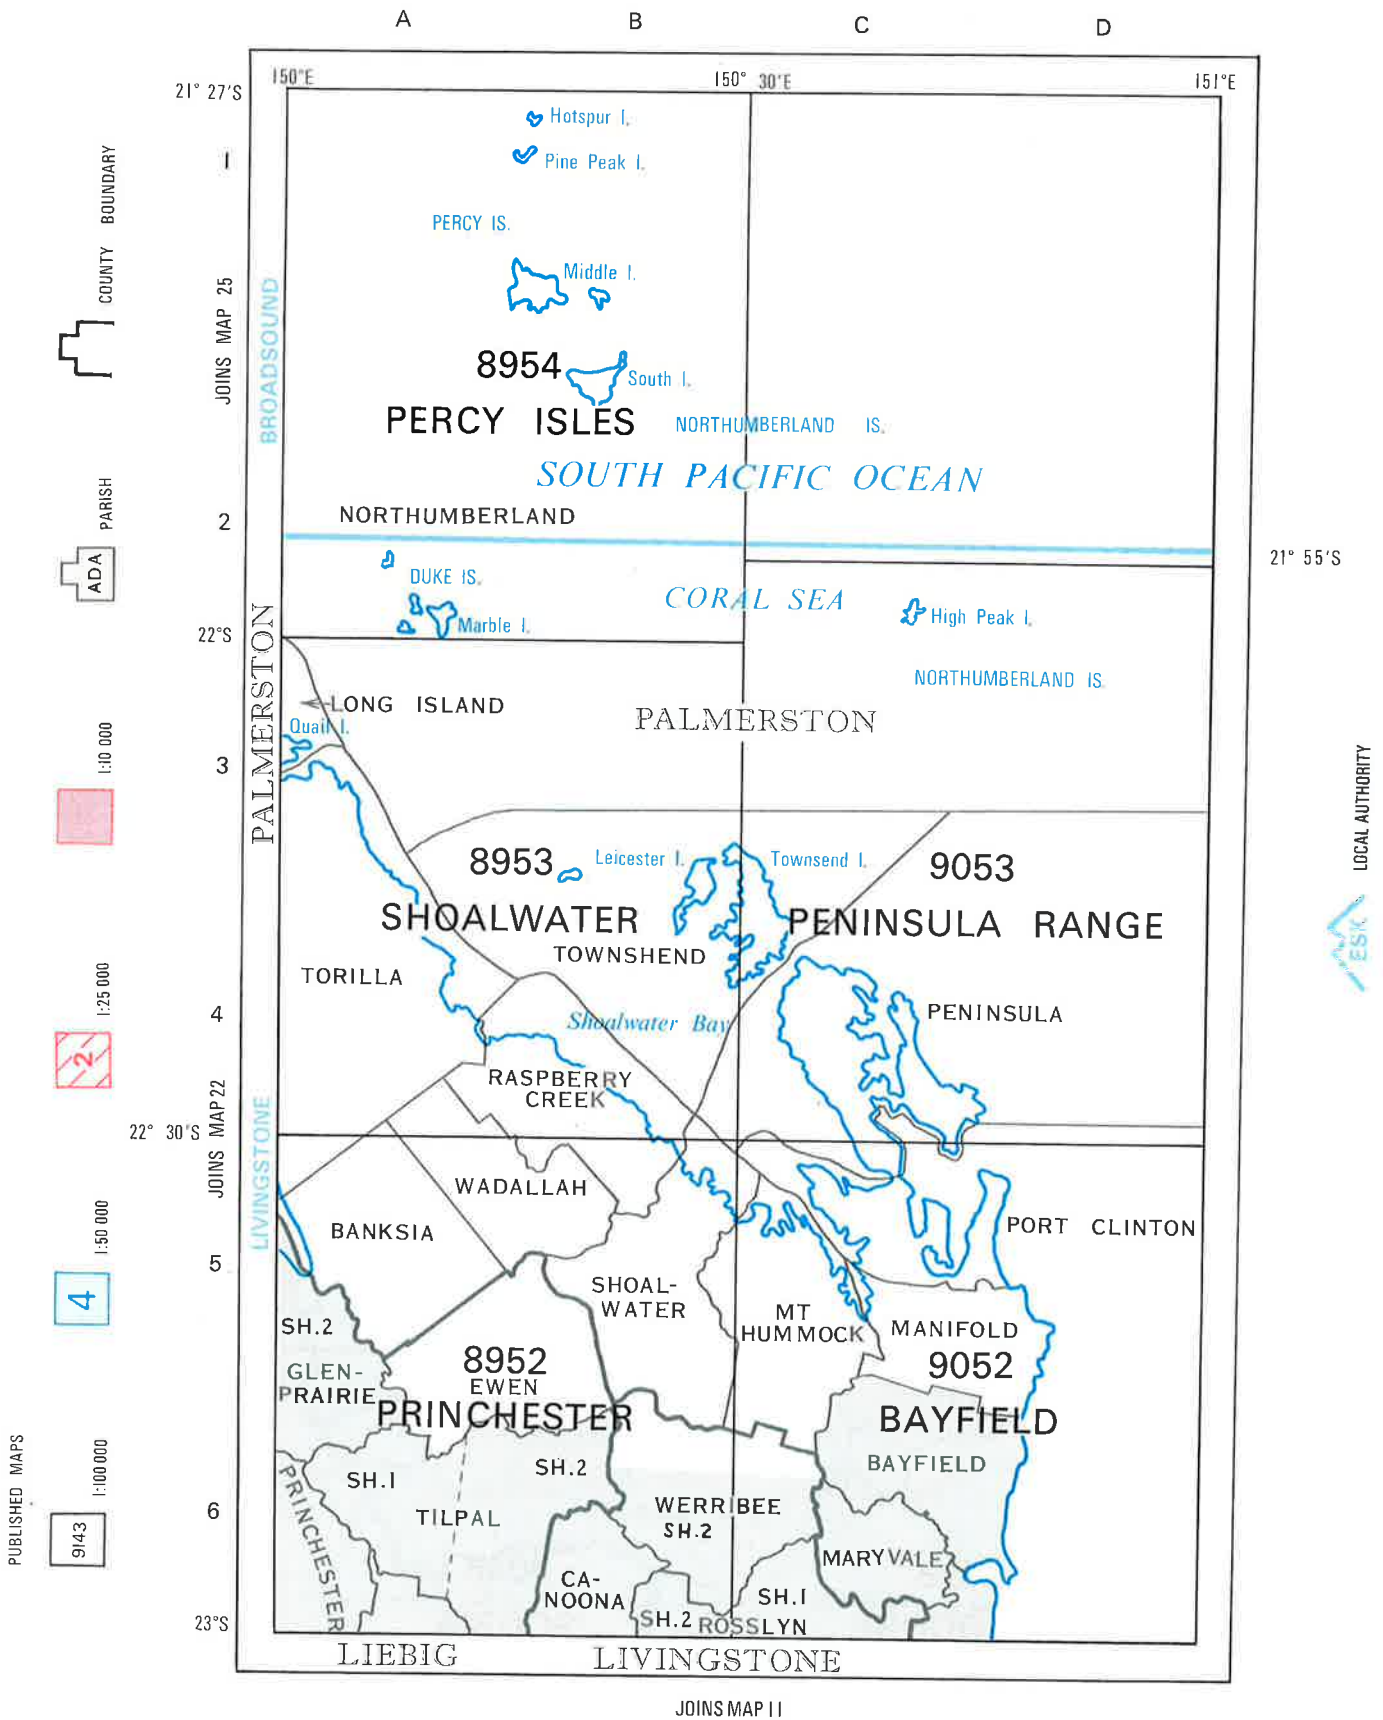 A B C D
150°E 150° 30'E 151°E
21° 27'S
Hotspur I.
1
Pine Peak I.
COUNTY BOUNDARY
PERCY IS.
Middle I.
JOINS MAP 25
BROADSOUND
8954
South I.
PERCY ISLES
NORTHUMBERLAND IS.
SOUTH PACIFIC OCEAN
PARISH
ADA
2
NORTHUMBERLAND
21° 55'S
DUKE IS.
CORAL SEA
High Peak I.
Marble I.
22°S
NORTHUMBERLAND IS.
LONG ISLAND
PALMERSTON
PALMERSTON
Quail I.
3
1:10 000
LOCAL AUTHORITY
ESK
8953
Leicester I.
Townsend I.
9053
SHOALWATER
PENINSULA RANGE
TOWNSHEND
TORILLA
1:25 000
2
4
PENINSULA
Shoalwater Bay
RASPBERRY
CREEK
JOINS MAP 22
22° 30'S
LIVINGSTONE
WADALLAH
BANKSIA
PORT CLINTON
1:50 000
4
5
SHOAL-
WATER
MT
HUMMOCK
MANIFOLD
SH.2
8952
9052
GLEN-
PRAIRIE
EWEN
PRINCHESTER
BAYFIELD
BAYFIELD
PUBLISHED MAPS
1:100 000
9143
SH.1
SH.2
PRINCHESTER
TILPAL
6
WERRIBEE
SH.2
MARYVALE
CA-
NOONA
SH.1
SH.2 ROSSLYN
23°S
LIEBIG LIVINGSTONE
JOINS MAP 11